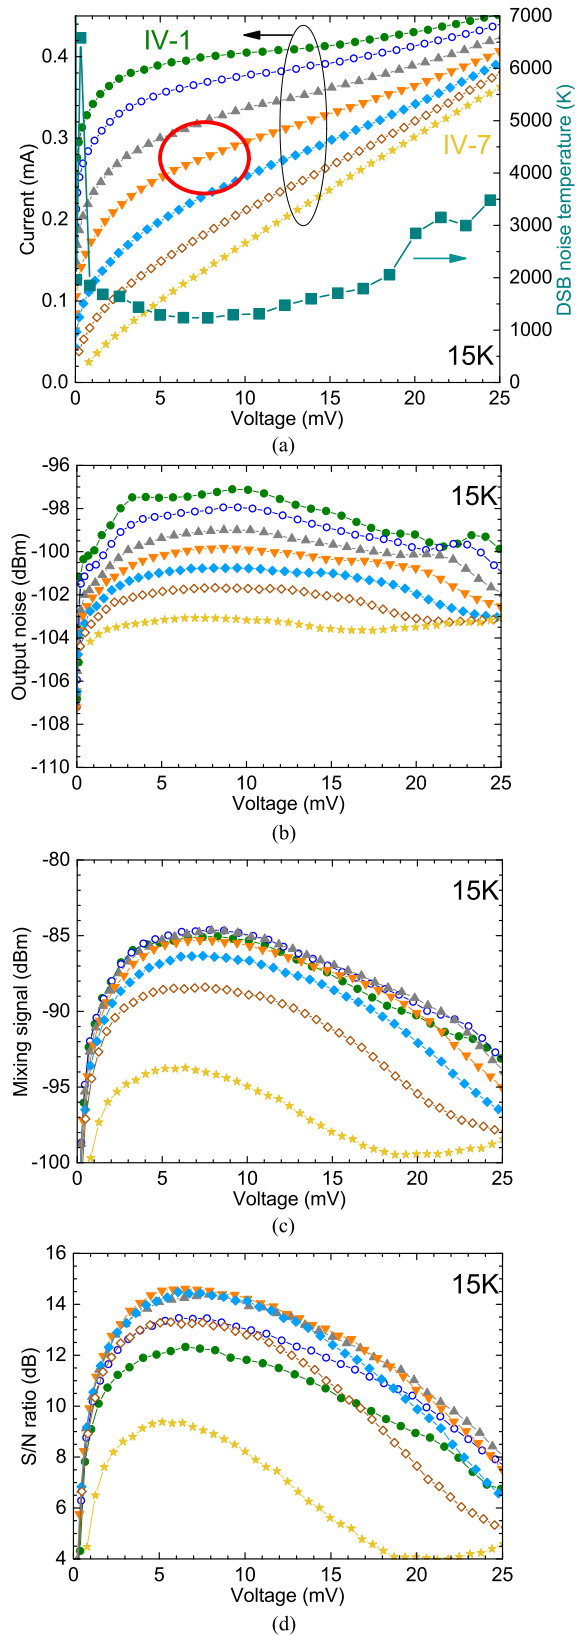 IV-1
IV-7
15K
Current (mA)
0.4
0.3
0.2
0.1
0.0
7000
6000
5000
4000
3000
2000
1000
0
DSB noise temperature (K)
0 5 10 15 20 25
Voltage (mV)
(a)
15K
Output noise (dBm)
-96
-98
-100
-102
-104
-106
-108
-110
0 5 10 15 20 25
Voltage (mV)
(b)
15K
Mixing signal (dBm)
-80
-85
-90
-95
-100
0 5 10 15 20 25
Voltage (mV)
(c)
15K
S/N ratio (dB)
16
14
12
10
8
6
4
0 5 10 15 20 25
Voltage (mV)
(d)